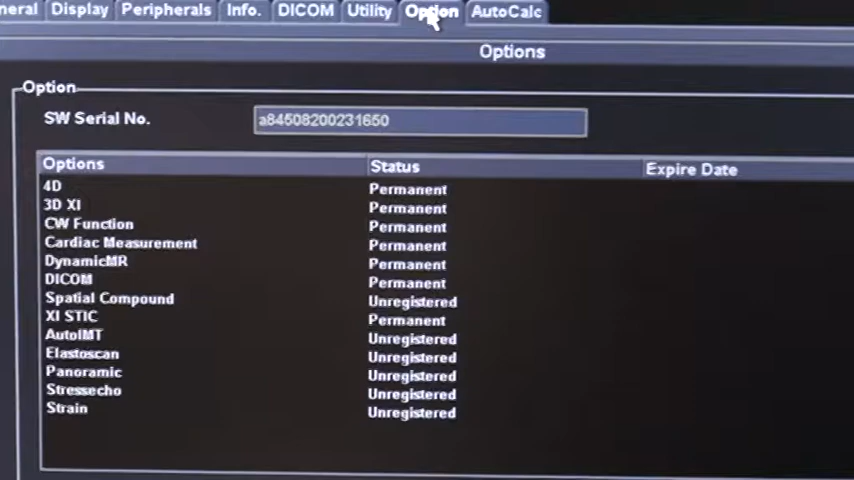 neral Display Peripherals Info. DICOM Utility Option AutoCalc
Options
Option
SW Serial No. a84508200231650
Options Status Expire Date
4D Permanent
3D XI Permanent
CW Function Permanent
Cardiac Measurement Permanent
DynamicMR Permanent
DICOM Permanent
Spatial Compound Unregistered
XI STIC Permanent
AutoIMT Unregistered
Elastoscan Unregistered
Panoramic Unregistered
Stressecho Unregistered
Strain Unregistered